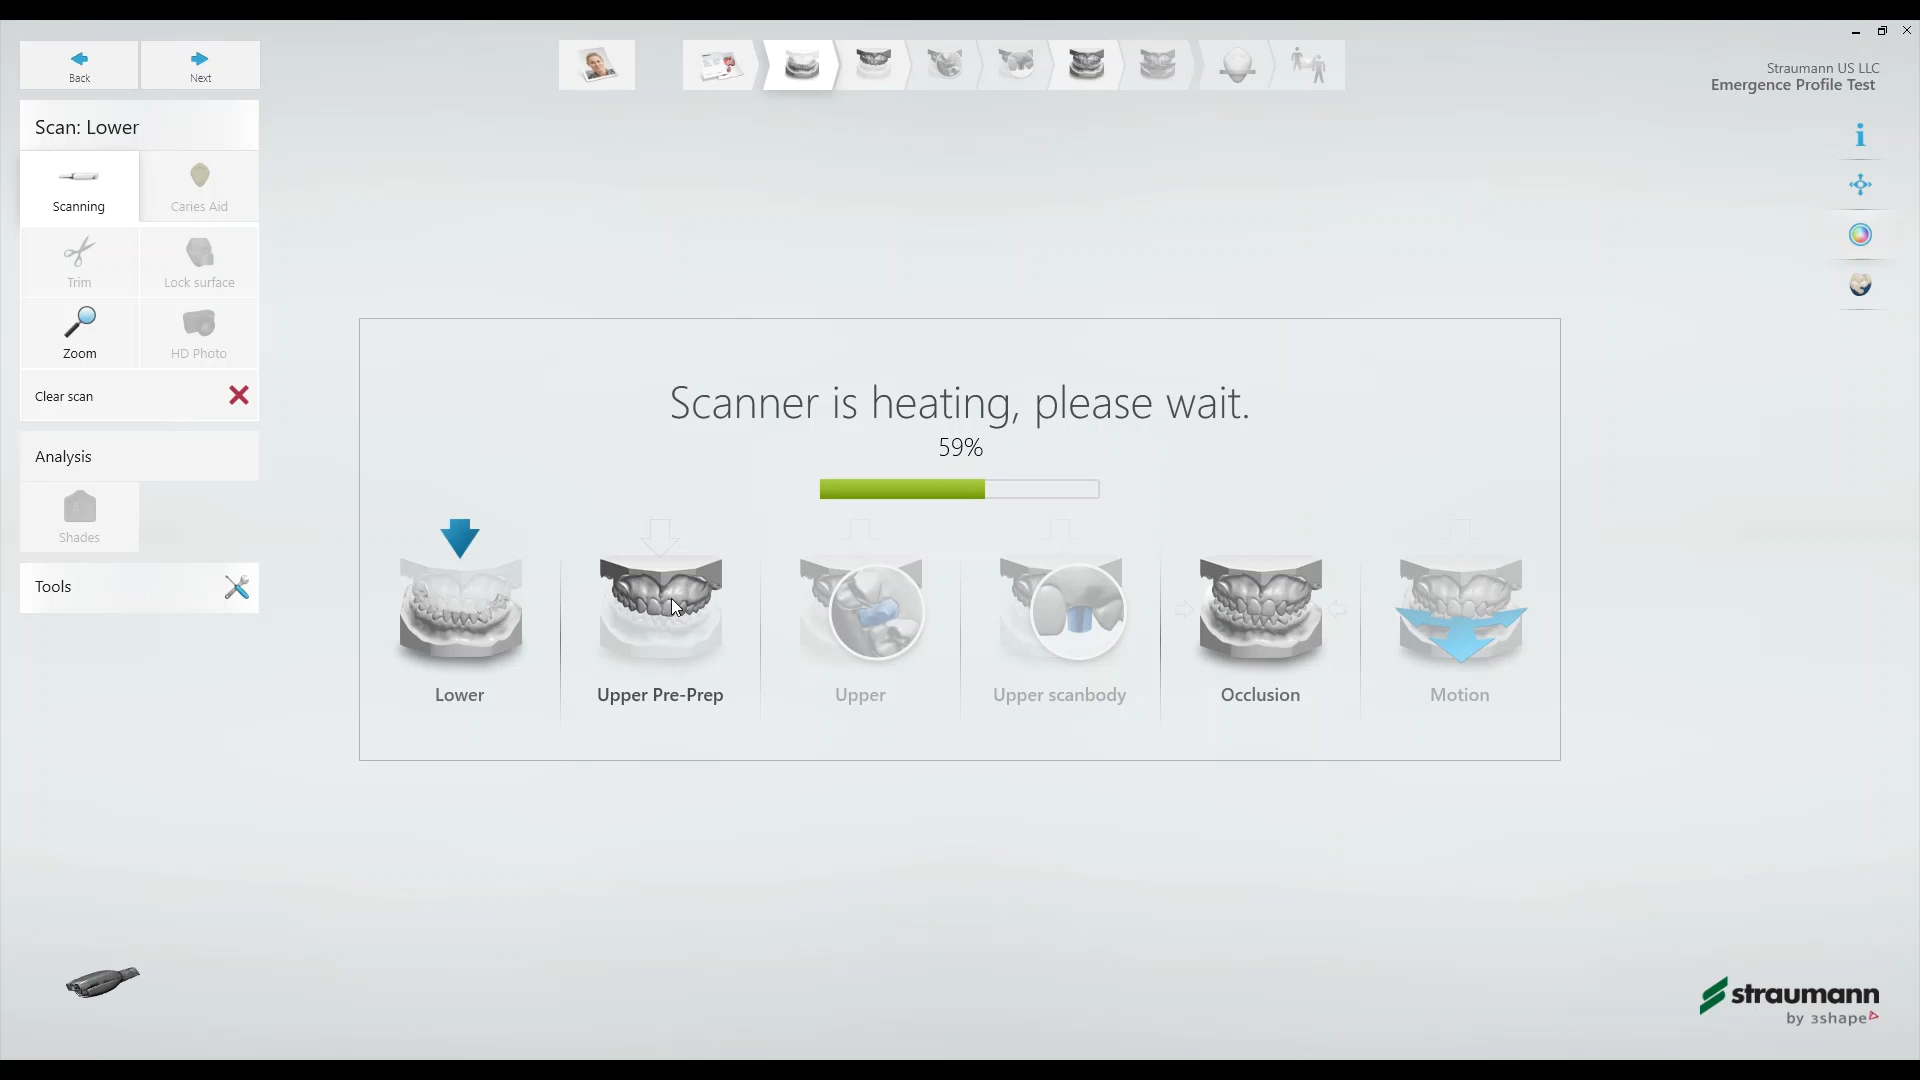 Back
Next
Straumann US LLC
Emergence Profile Test
Scan: Lower
Scanning
Caries Aid
Trim
Lock surface
Zoom
HD Photo
Clear scan
Analysis
Shades
Tools
Scanner is heating, please wait.
59%
Lower
Upper Pre-Prep
Upper
Upper scanbody
Occlusion
Motion
straumann
by 3shape